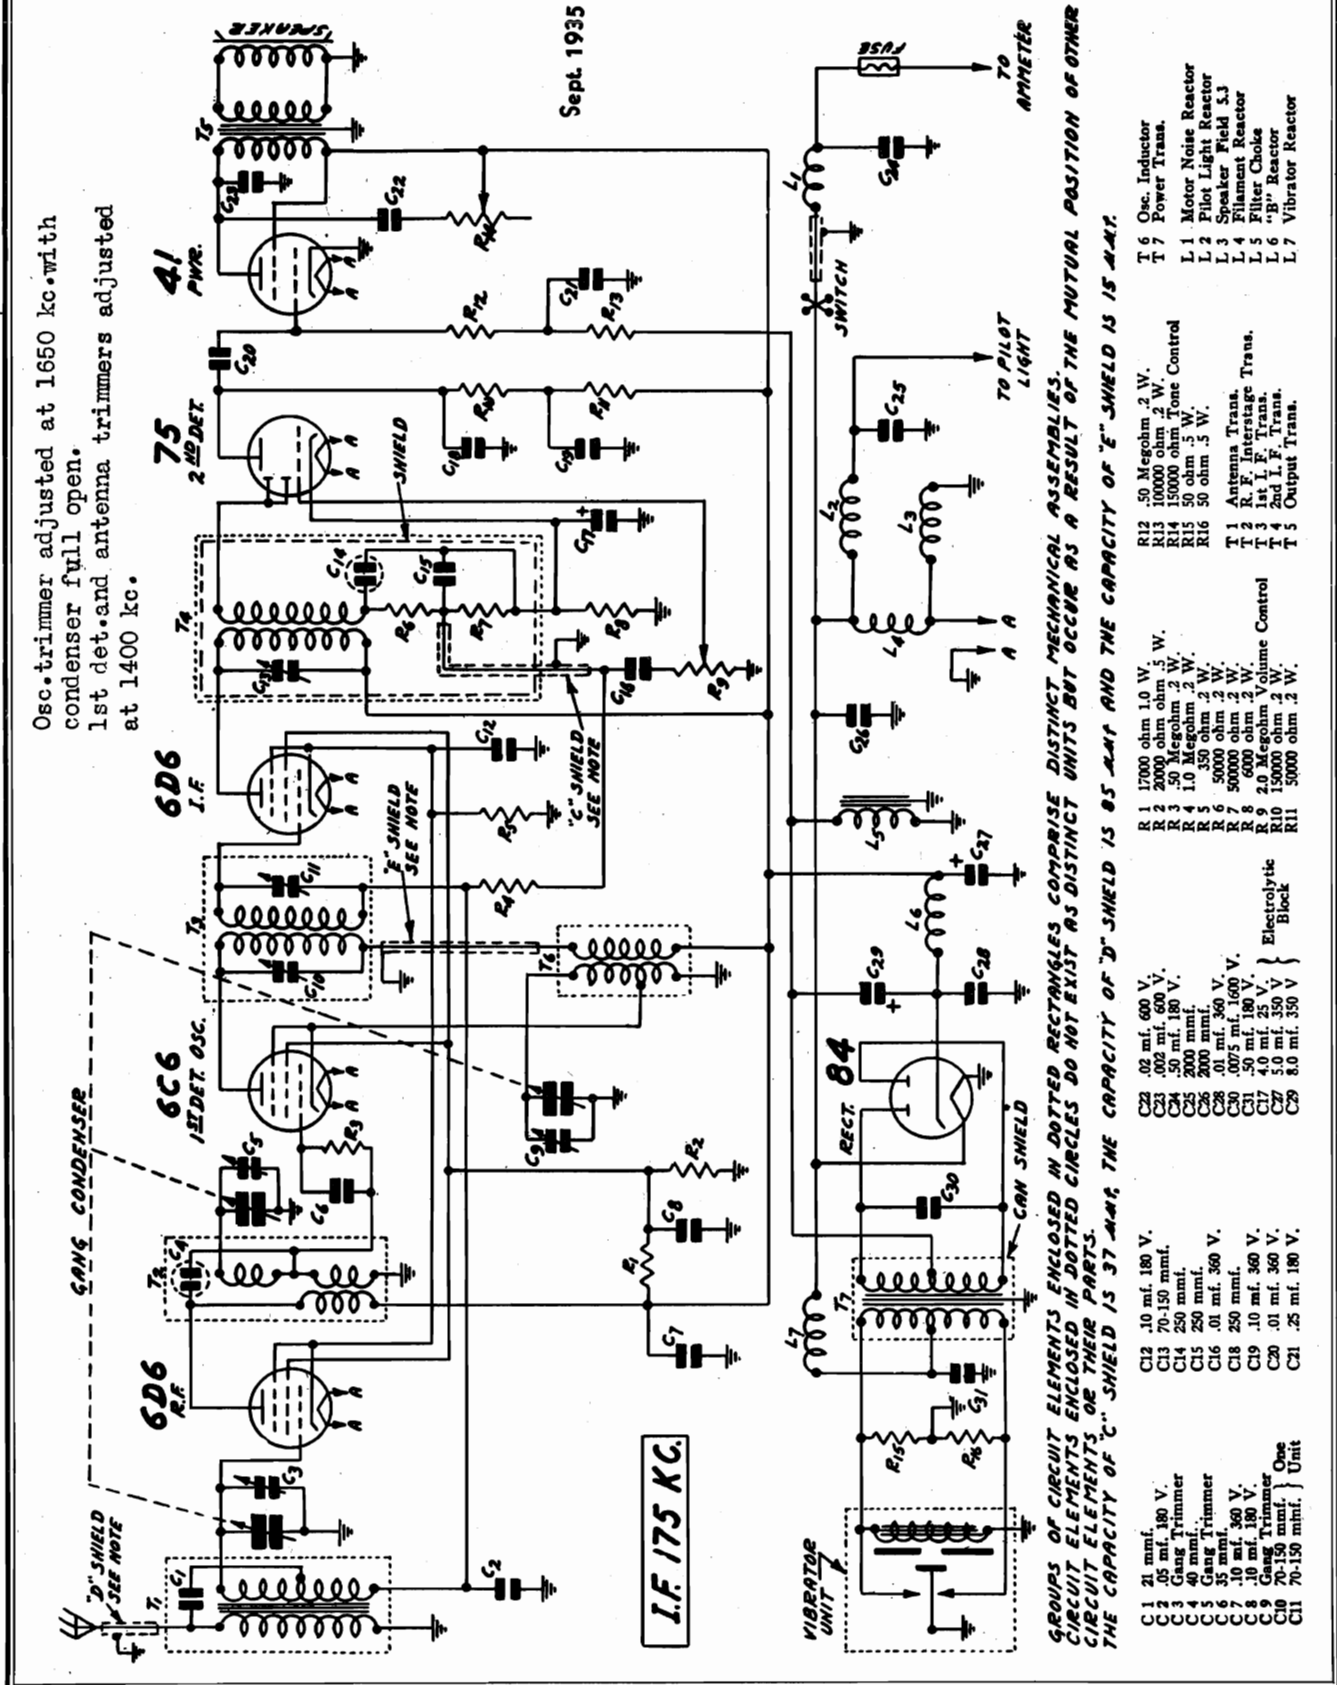 Osc.trimmer adjusted at 1650 kc.with
condenser full open.
1st det.and antenna trimmers adjusted
at 1400 kc.
Sept. 1935
"D" SHIELD
SEE NOTE
GANG CONDENSER
6D6
R.F.
6C6
1ST DET. OSC.
6D6
I.F.
75
2ND DET.
41
PWR.
SPEAKER
T1
C1
C2
C3
T2
C4
C5
C6
R3
T3
C10
C11
"E" SHIELD
SEE NOTE
R4
R5
C12
T4
C13
C14
C15
R6
R7
R8
SHIELD
"C" SHIELD
SEE NOTE
C16
R9
C17
+
C18
R10
C19
R11
C20
R12
C21
R13
C22
R14
C23
T5
A A
A A
A A
A A
A A
C7
R1
C8
R2
C9
T6
I.F. 175 KC.
VIBRATOR
UNIT
R15
R16
C31
L7
T7
CAN SHIELD
C30
RECT. 84
C29
+
C28
L6
C27
+
L5
C26
L4
A A
L3
L2
C25
TO PILOT
LIGHT
SWITCH
L1
C24
FUSE
TO
AMMETER
GROUPS OF CIRCUIT ELEMENTS ENCLOSED IN DOTTED RECTANGLES COMPRISE DISTINCT MECHANICAL ASSEMBLIES.
CIRCUIT ELEMENTS ENCLOSED IN DOTTED CIRCLES DO NOT EXIST AS DISTINCT UNITS BUT OCCUR AS A RESULT OF THE MUTUAL POSITION OF OTHER
CIRCUIT ELEMENTS OR THEIR PARTS.
THE CAPACITY OF "C" SHIELD IS 37 MMF, THE CAPACITY OF "D" SHIELD IS 85 MMF AND THE CAPACITY OF "E" SHIELD IS 15 MMF.
C 1 21 mmf.
C 2 .05 mf. 180 V.
C 3 Gang Trimmer
C 4 40 mmf.
C 5 Gang Trimmer
C 6 35 mmf.
C 7 .10 mf. 360 V.
C 8 .10 mf. 180 V.
C 9 Gang Trimmer
C10 70-150 mmf. } One
C11 70-150 mmf. } Unit
C12 .10 mf. 180 V.
C13 70-150 mmf.
C14 250 mmf.
C15 250 mmf.
C16 .01 mf. 360 V.
C18 250 mmf.
C19 .10 mf. 360 V.
C20 .01 mf. 360 V.
C21 .25 mf. 180 V.
C22 .02 mf. 600 V.
C23 .002 mf. 600 V.
C24 .50 mf. 180 V.
C25 2000 mmf.
C26 2000 mmf.
C28 .01 mf. 360 V.
C30 .0075 mf. 1600 V.
C31 .50 mf. 180 V.
C17 4.0 mf. 25 V.
C27 5.0 mf. 350 V
C29 8.0 mf. 350 V
Electrolytic
Block
R 1 17000 ohm 1.0 W.
R 2 20000 ohm .5 W.
R 3 .50 Megohm .2 W.
R 4 1.0 Megohm .2 W.
R 5 350 ohm .2 W.
R 6 50000 ohm .2 W.
R 7 500000 ohm .2 W.
R 8 6000 ohm .2 W.
R 9 2.0 Megohm Volume Control
R10 150000 ohm .2 W.
R11 50000 ohm .2 W.
R12 .50 Megohm .2 W.
R13 100000 ohm .2 W.
R14 150000 ohm Tone Control
R15 50 ohm .5 W.
R16 50 ohm .5 W.
T 1 Antenna Trans.
T 2 R. F. Interstage Trans.
T 3 1st I. F. Trans.
T 4 2nd I. F. Trans.
T 5 Output Trans.
T 6 Osc. Inductor
T 7 Power Trans.
L 1 Motor Noise Reactor
L 2 Pilot Light Reactor
L 3 Speaker Field 5.3
L 4 Filament Reactor
L 5 Filter Choke
L 6 "B" Reactor
L 7 Vibrator Reactor